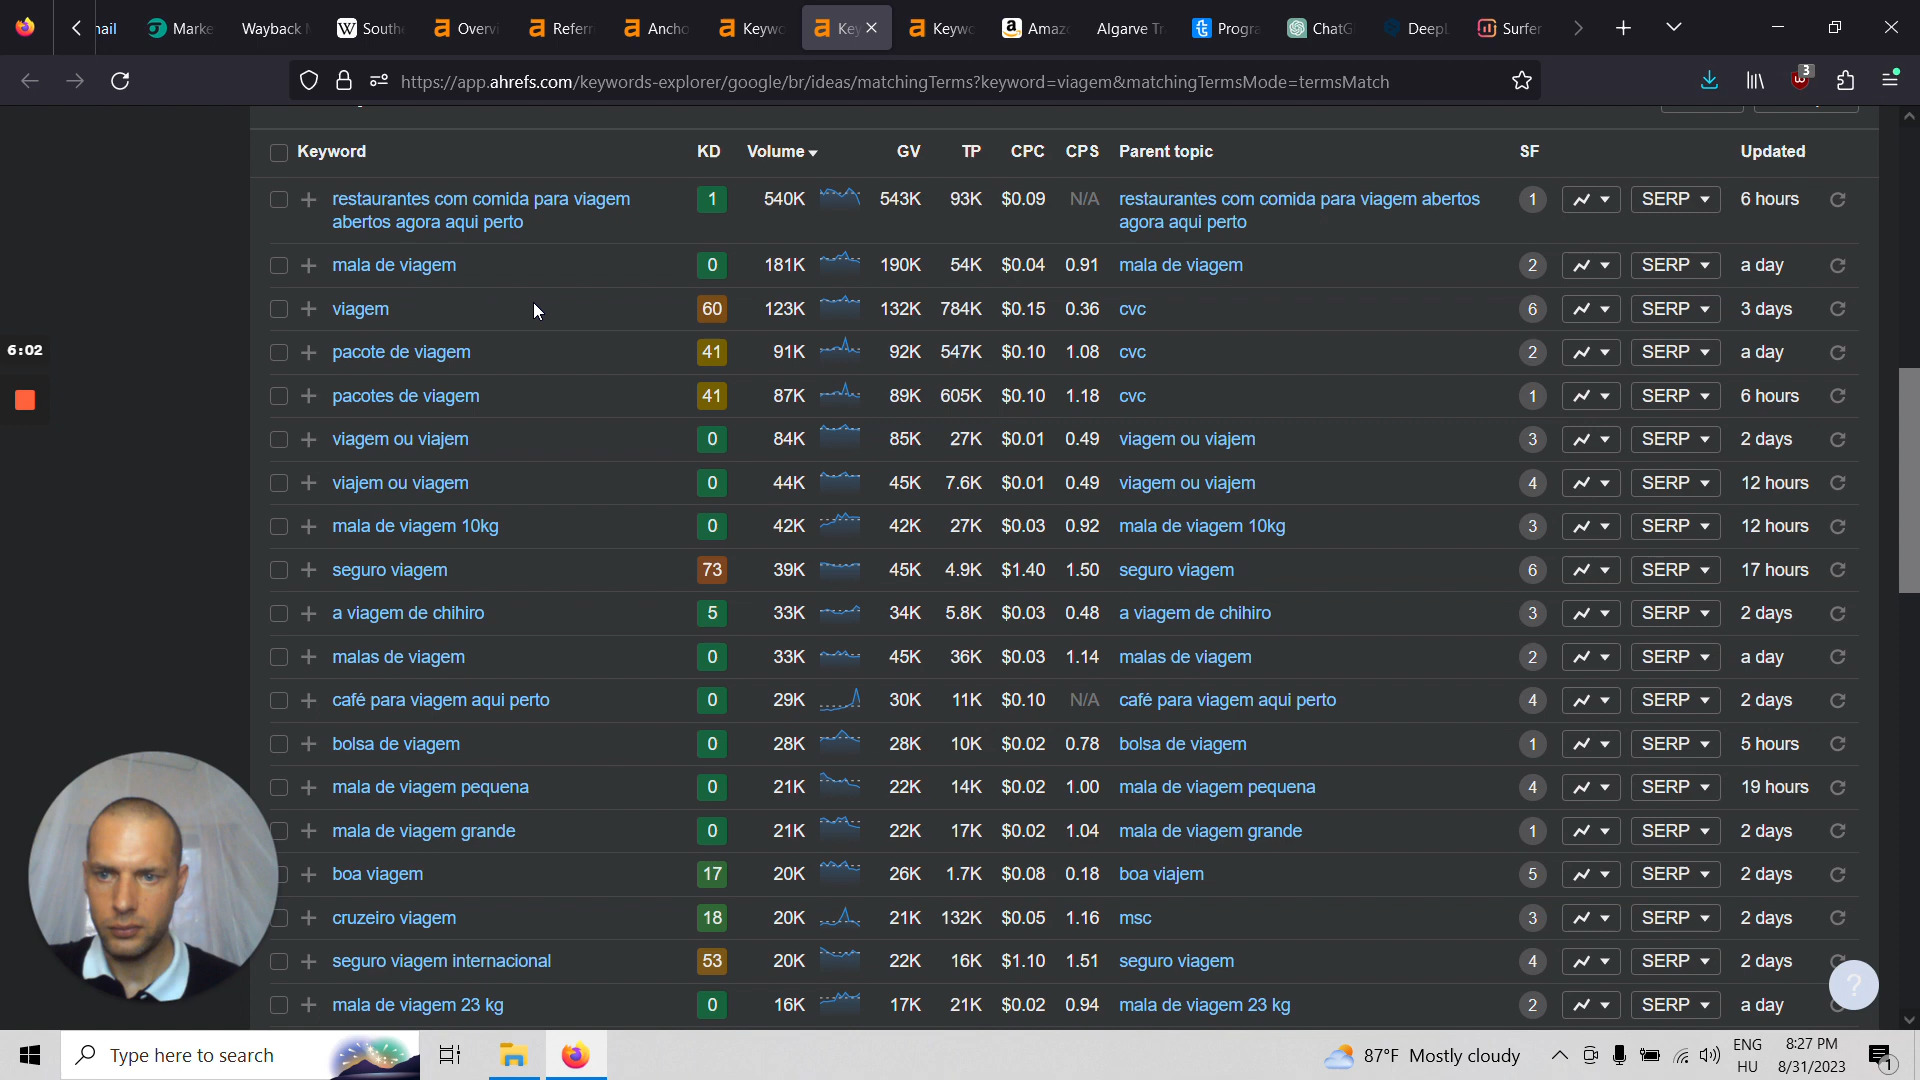 ail Marke Wayback W Southe Overvi Referr Ancho Keywo Key Keywo Amaz Algarve Tr Progra ChatG DeepL Surfer
https://app.ahrefs.com/keywords-explorer/google/br/ideas/matchingTerms?keyword=viagem&matchingTermsMode=termsMatch 3
Keyword KD Volume GV TP CPC CPS Parent topic SF Updated
restaurantes com comida para viagem 1 540K 543K 93K $0.09 N/A restaurantes com comida para viagem abertos 1 SERP 6 hours
abertos agora aqui perto agora aqui perto
mala de viagem 0 181K 190K 54K $0.04 0.91 mala de viagem 2 SERP a day
viagem 60 123K 132K 784K $0.15 0.36 cvc 6 SERP 3 days
6:02
pacote de viagem 41 91K 92K 547K $0.10 1.08 cvc 2 SERP a day
pacotes de viagem 41 87K 89K 605K $0.10 1.18 cvc 1 SERP 6 hours
viagem ou viajem 0 84K 85K 27K $0.01 0.49 viagem ou viajem 3 SERP 2 days
viajem ou viagem 0 44K 45K 7.6K $0.01 0.49 viagem ou viajem 4 SERP 12 hours
mala de viagem 10kg 0 42K 42K 27K $0.03 0.92 mala de viagem 10kg 3 SERP 12 hours
seguro viagem 73 39K 45K 4.9K $1.40 1.50 seguro viagem 6 SERP 17 hours
a viagem de chihiro 5 33K 34K 5.8K $0.03 0.48 a viagem de chihiro 3 SERP 2 days
malas de viagem 0 33K 45K 36K $0.03 1.14 malas de viagem 2 SERP a day
café para viagem aqui perto 0 29K 30K 11K $0.10 N/A café para viagem aqui perto 4 SERP 2 days
bolsa de viagem 0 28K 28K 10K $0.02 0.78 bolsa de viagem 1 SERP 5 hours
mala de viagem pequena 0 21K 22K 14K $0.02 1.00 mala de viagem pequena 4 SERP 19 hours
mala de viagem grande 0 21K 22K 17K $0.02 1.04 mala de viagem grande 1 SERP 2 days
boa viagem 17 20K 26K 1.7K $0.08 0.18 boa viajem 5 SERP 2 days
cruzeiro viagem 18 20K 21K 132K $0.05 1.16 msc 3 SERP 2 days
seguro viagem internacional 53 20K 22K 16K $1.10 1.51 seguro viagem 4 SERP 2 days
?
mala de viagem 23 kg 0 16K 17K 21K $0.02 0.94 mala de viagem 23 kg 2 SERP a day
Type here to search 87°F Mostly cloudy ENG 8:27 PM
HU 8/31/2023 1